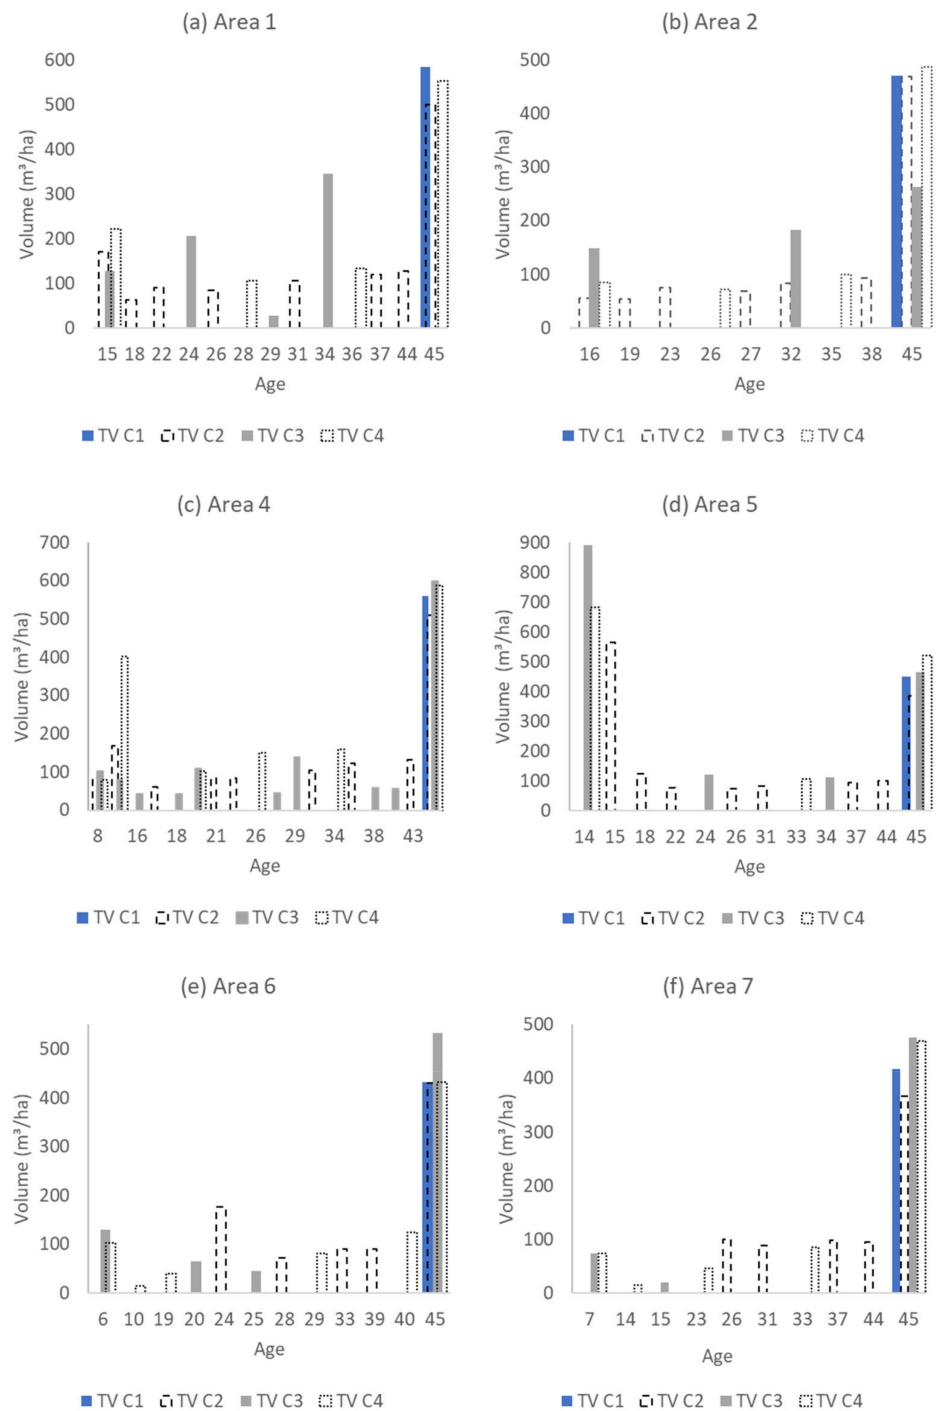 (a) Area 1
600
500
400
300
200
100
0
Volume (m³/ha)
15 18 22 24 26 28 29 31 34 36 37 44 45
Age
TV C1 TV C2 TV C3 TV C4
(b) Area 2
500
400
300
200
100
0
Volume (m³/ha)
16 19 23 26 27 32 35 38 45
Age
TV C1 TV C2 TV C3 TV C4
(c) Area 4
700
600
500
400
300
200
100
0
Volume (m³/ha)
8 16 18 21 26 29 34 38 43
Age
TV C1 TV C2 TV C3 TV C4
(d) Area 5
900
800
700
600
500
400
300
200
100
0
Volume (m³/ha)
14 15 18 22 24 26 31 33 34 37 44 45
Age
TV C1 TV C2 TV C3 TV C4
(e) Area 6
500
400
300
200
100
0
Volume (m³/ha)
6 10 19 20 24 25 28 29 33 39 40 45
Age
TV C1 TV C2 TV C3 TV C4
(f) Area 7
500
400
300
200
100
0
Volume (m³/ha)
7 14 15 23 26 31 33 37 44 45
Age
TV C1 TV C2 TV C3 TV C4